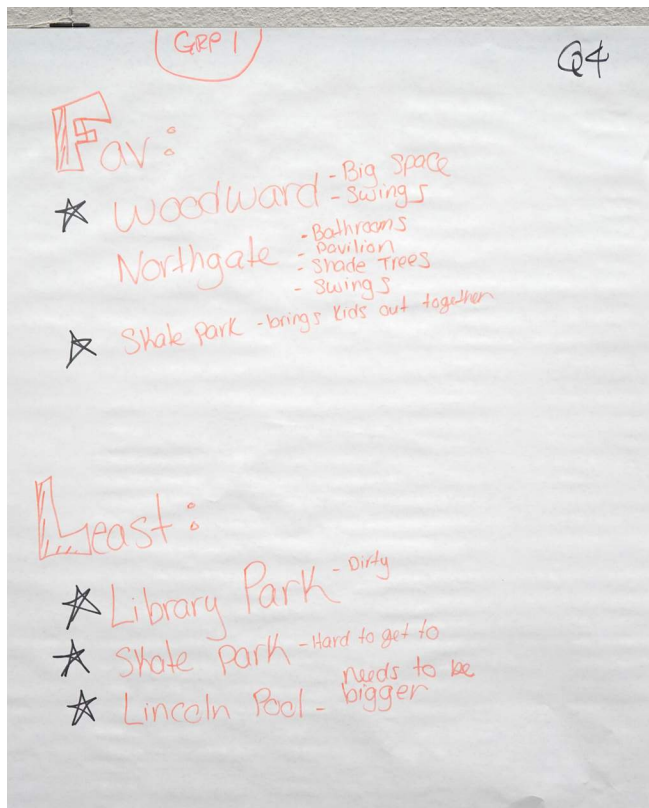 GRP 1
Q4
Fav:
Woodward - Big Space
- Swings
Northgate - Bathrooms
- Pavilion
- Shade Trees
- Swings
Skate Park - brings kids out together
Least:
Library Park - Dirty
Skate Park - Hard to get to
Lincoln Pool - needs to be
bigger